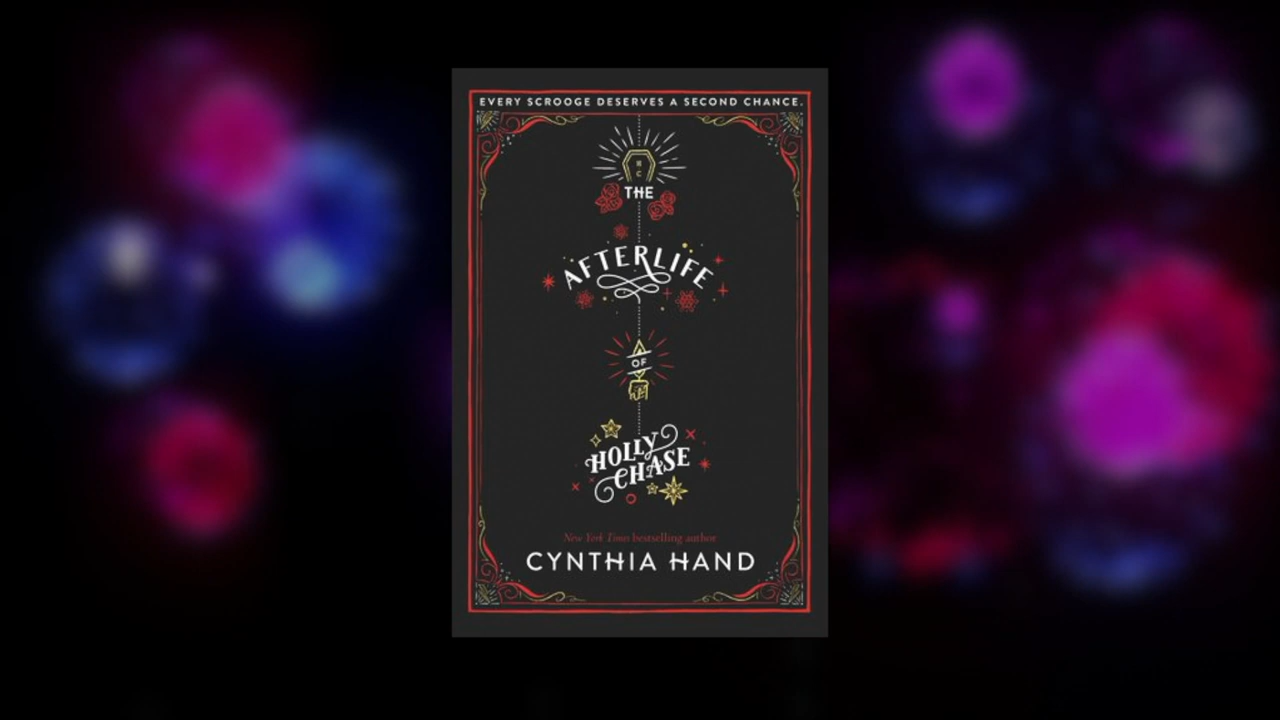 EVERY SCROOGE DESERVES A SECOND CHANCE.
H
C
THE
AFTERLIFE
OF
HOLLY
CHASE
New York Times bestselling author
CYNTHIA HAND